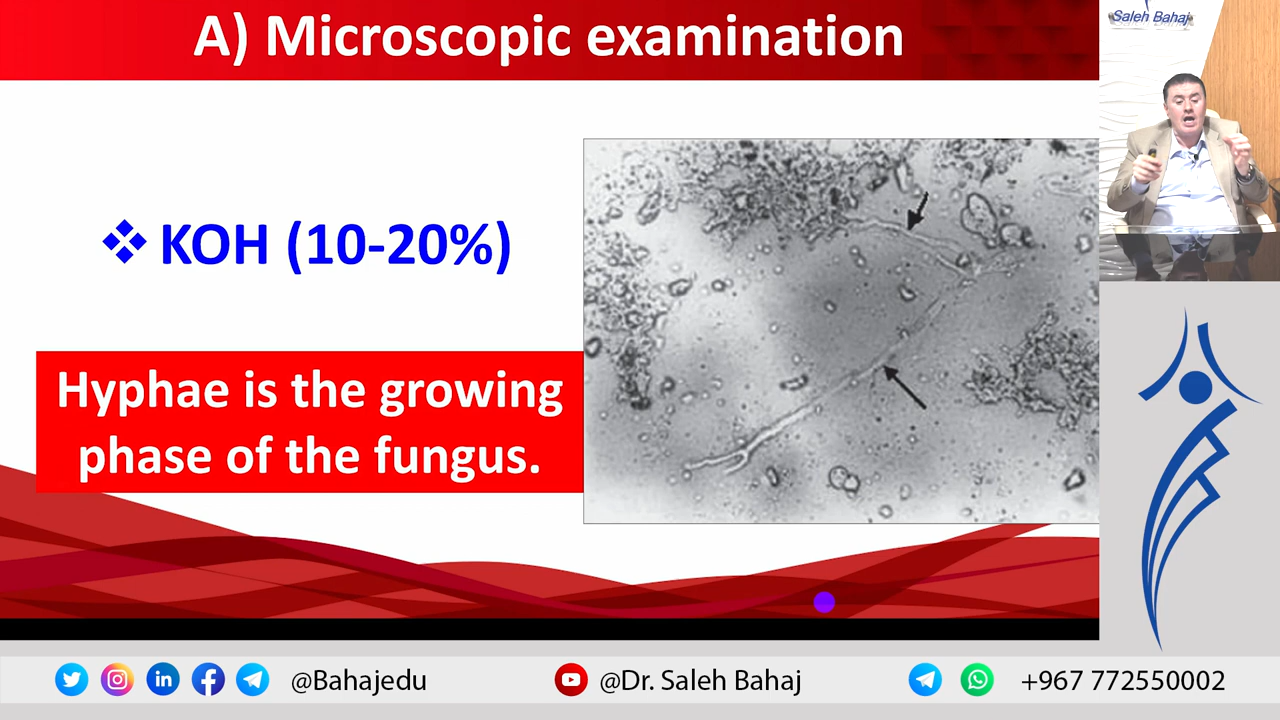 A) Microscopic examination
Saleh Bahaj
❖ KOH (10-20%)
Hyphae is the growing
phase of the fungus.
@Bahajedu
@Dr. Saleh Bahaj
+967 772550002